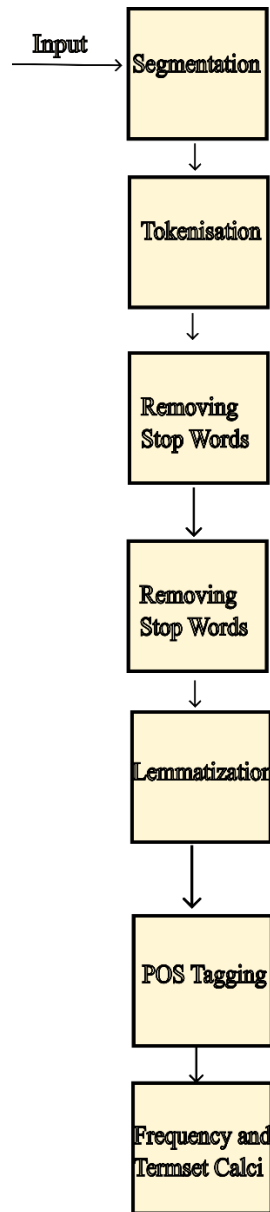 Input
Segmentation
Tokenisation
Removing
Stop Words
Removing
Stop Words
Lemmatization
POS Tagging
Frequency and
Termset Calci